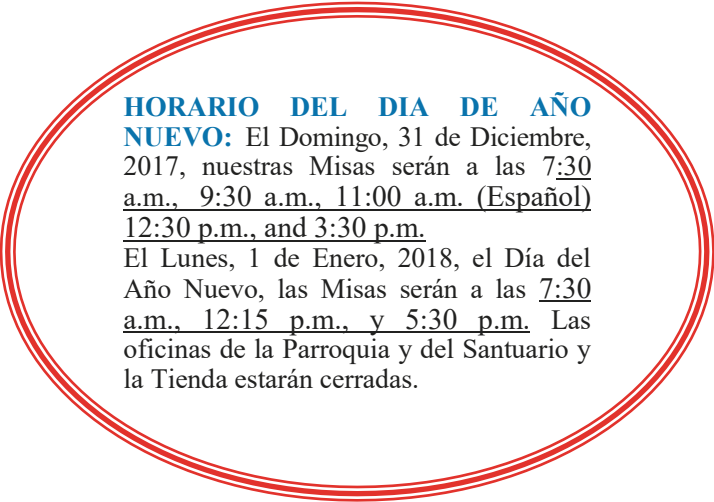 HORARIO DEL DIA DE AÑO
NUEVO: El Domingo, 31 de Diciembre,
2017, nuestras Misas serán a las 7:30
a.m., 9:30 a.m., 11:00 a.m. (Español)
12:30 p.m., and 3:30 p.m.
El Lunes, 1 de Enero, 2018, el Día del
Año Nuevo, las Misas serán a las 7:30
a.m., 12:15 p.m., y 5:30 p.m. Las
oficinas de la Parroquia y del Santuario y
la Tienda estarán cerradas.